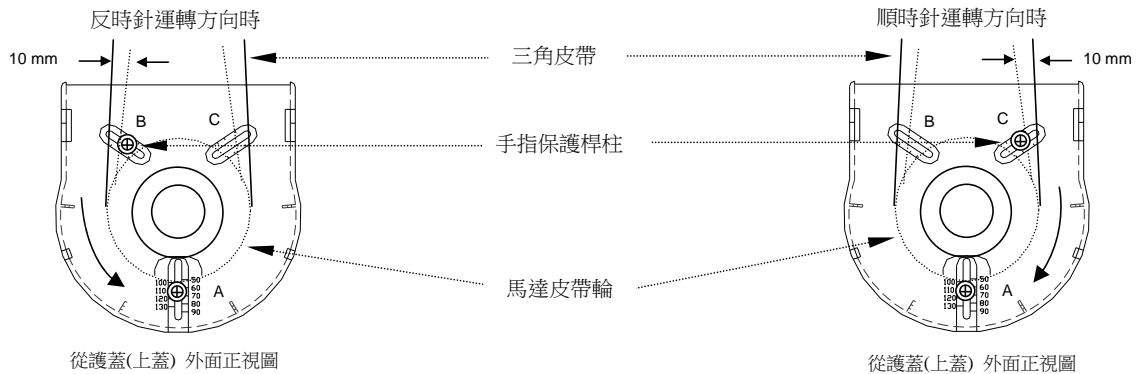 反時針運轉方向時
順時針運轉方向時
10 mm
三角皮帶
10 mm
B
C
手指保護桿柱
B
C
馬達皮帶輪
A
100
110
120
130
50
60
70
80
90
A
100
110
120
130
50
60
70
80
90
從護蓋(上蓋) 外面正視圖
從護蓋(上蓋) 外面正視圖